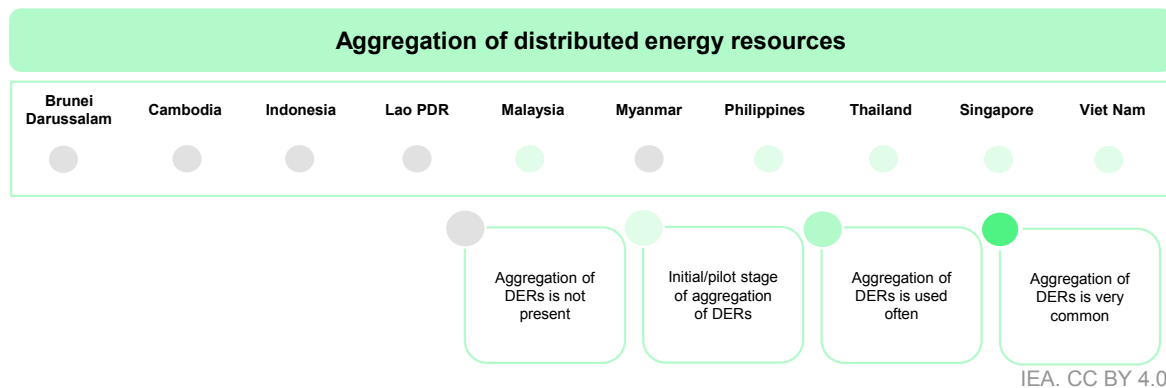 Aggregation of distributed energy resources
Brunei
Darussalam
Cambodia
Indonesia
Lao PDR
Malaysia
Myanmar
Philippines
Thailand
Singapore
Viet Nam
Aggregation of
DERs is not
present
Initial/pilot stage
of aggregation
of DERs
Aggregation of
DERs is used
often
Aggregation of
DERs is very
common
IEA. CC BY 4.0